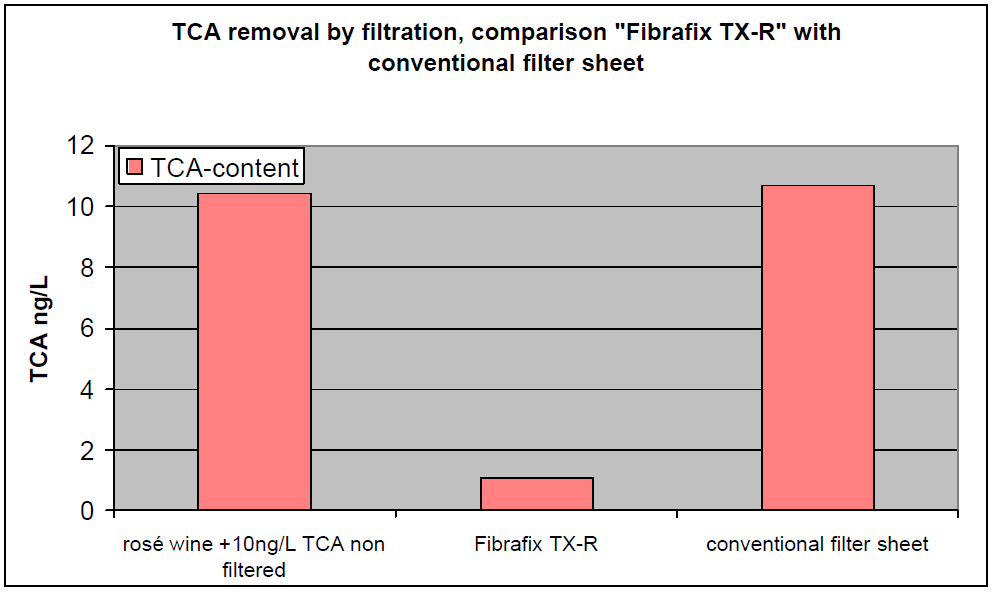 TCA removal by filtration, comparison "Fibrafix TX-R" with
conventional filter sheet
TCA-content
TCA ng/L
12
10
8
6
4
2
0
rosé wine +10ng/L TCA non
filtered
Fibrafix TX-R
conventional filter sheet